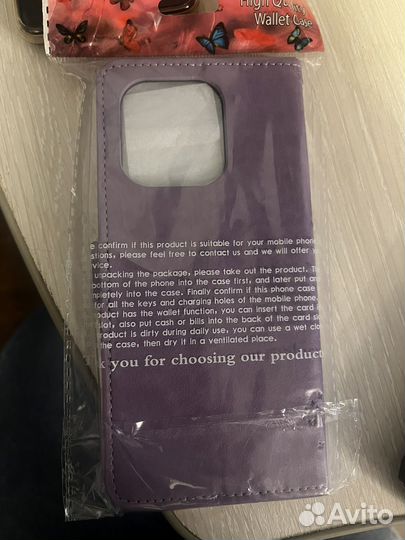 High Quality
Wallet Case
e confirm if this product is suitable for your mobile phone
stions, please feel free to contact us and we will offer
vice.
unpacking the package, please take out the product. T
bottom of the phone into the case first, and later put an
mpletely into the case. Finally confirm if this phone case
for all the keys and charging holes of the mobile phone.
roduct has the wallet function, you can insert the card i
slot, also put cash or bills into the back of the card s
product is dirty during daily use, you can use a wet clo
the case, then dry it in a ventilated place.
k you for choosing our product
Avito